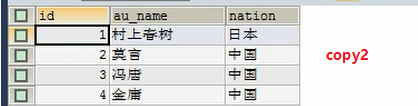 id au_name nation
1 村上春树 日本
2 莫言 中国
3 冯唐 中国
4 金庸 中国
copy2